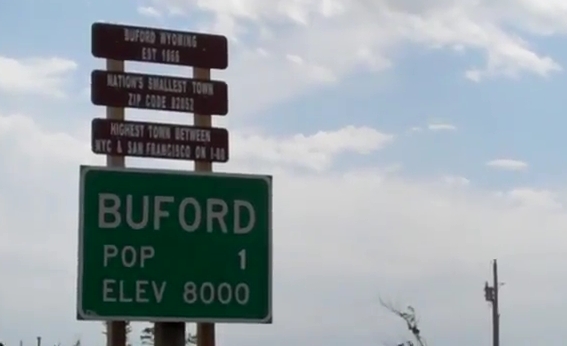 BUFORD WYOMING
EST 1866
NATION'S SMALLEST TOWN
ZIP CODE 82052
HIGHEST TOWN BETWEEN
NYC & SAN FRANCISCO ON I-80
BUFORD
POP 1
ELEV 8000